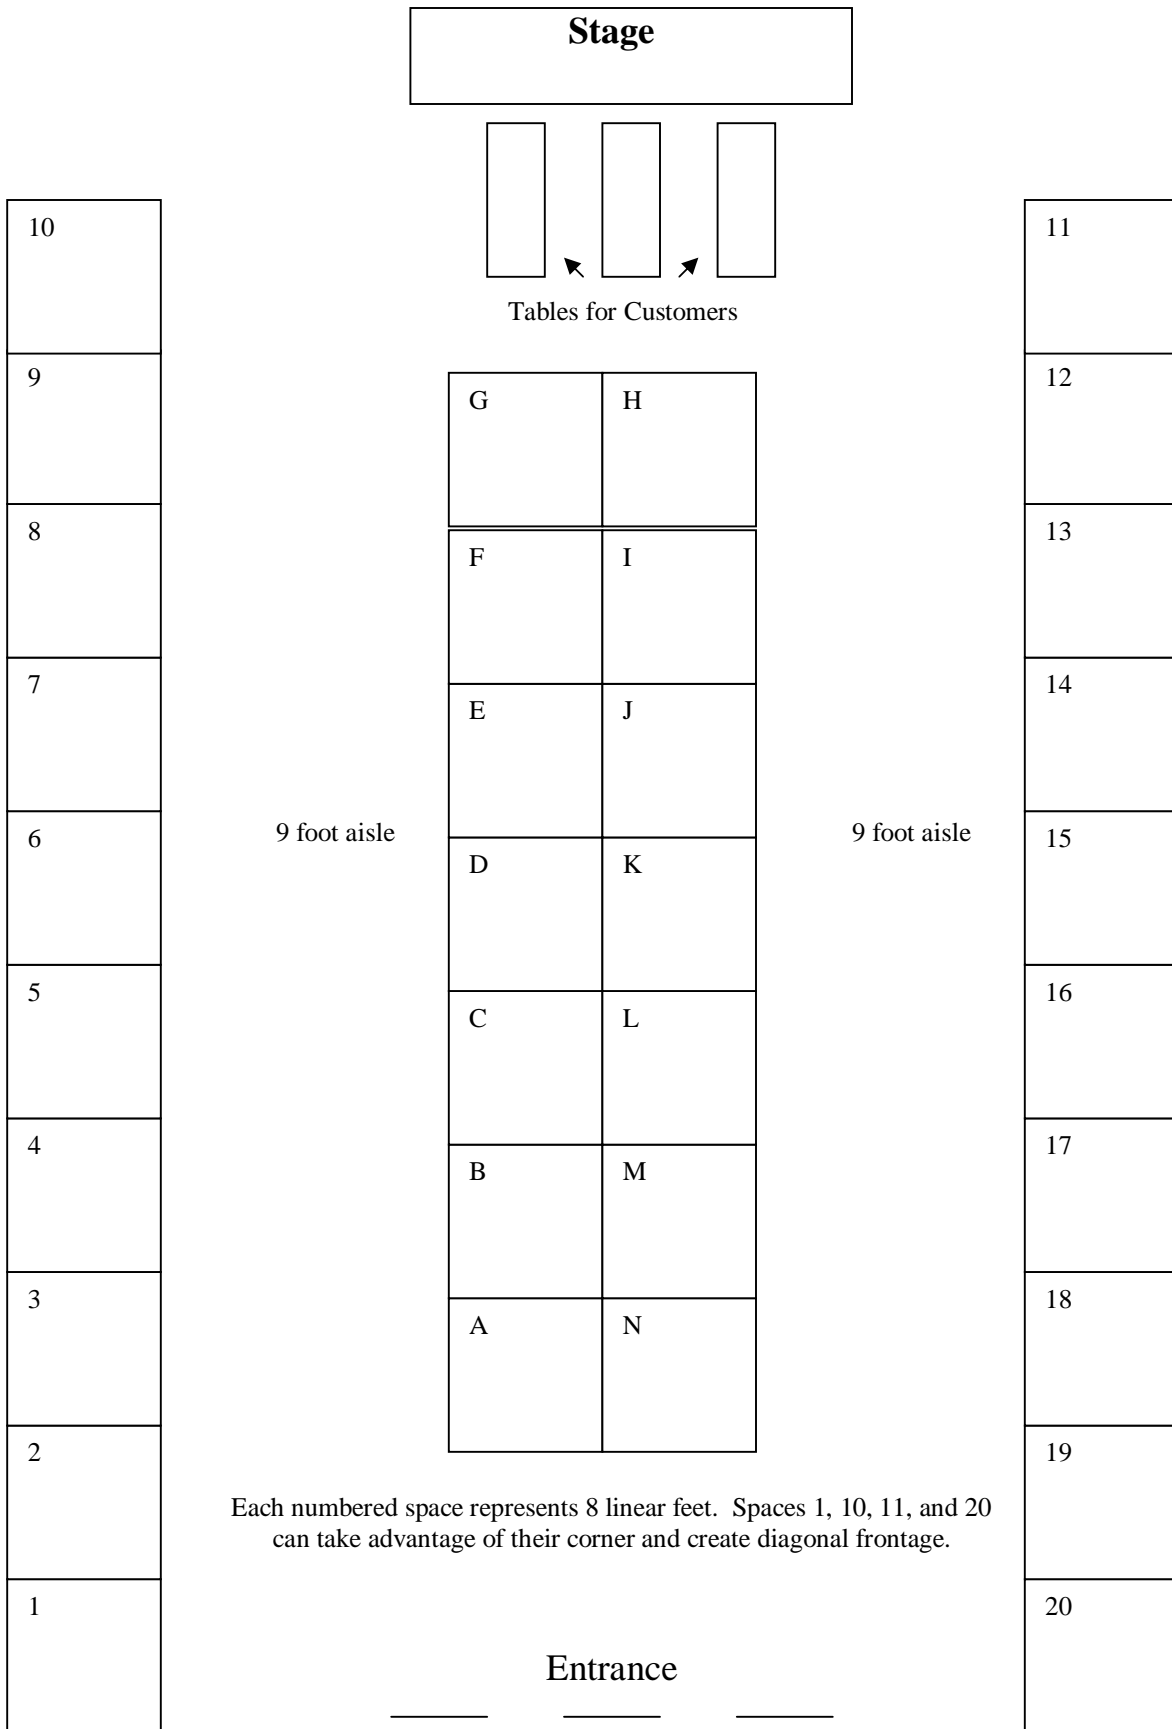 Stage
Tables for Customers
10
11
9
12
G
H
8
13
F
I
7
14
E
J
6
9 foot aisle
9 foot aisle
15
D
K
5
16
C
L
4
17
B
M
3
18
A
N
2
19
Each numbered space represents 8 linear feet.  Spaces 1, 10, 11, and 20
can take advantage of their corner and create diagonal frontage.
1
20
Entrance